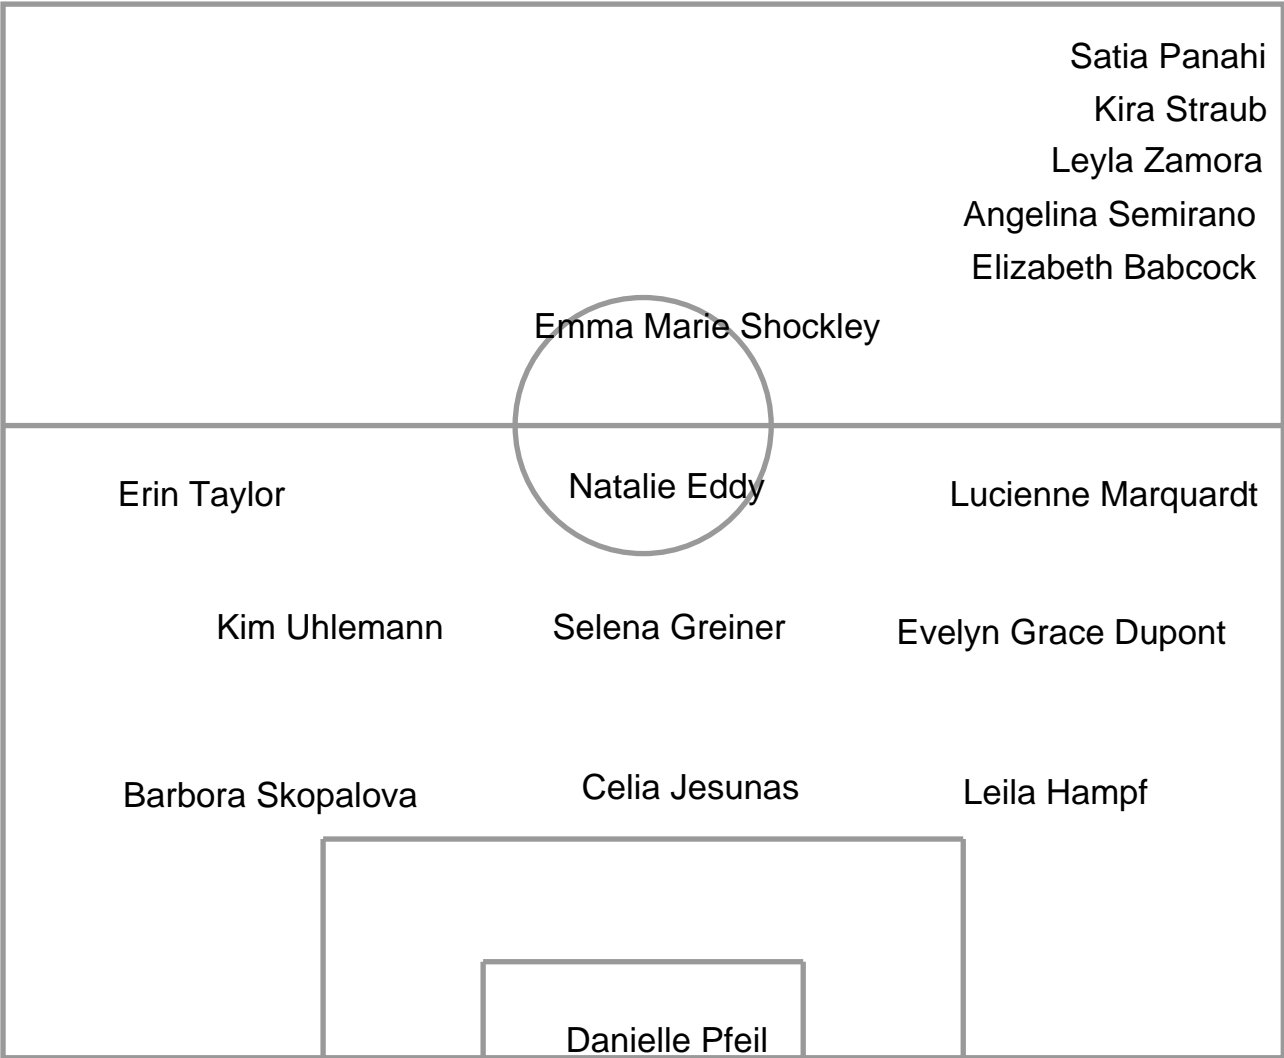 Satia Panahi
Kira Straub
Leyla Zamora
Angelina Semirano
Elizabeth Babcock
Emma Marie Shockley
Erin Taylor
Natalie Eddy
Lucienne Marquardt
Kim Uhlemann
Selena Greiner
Evelyn Grace Dupont
Barbora Skopalova
Celia Jesunas
Leila Hampf
Danielle Pfeil